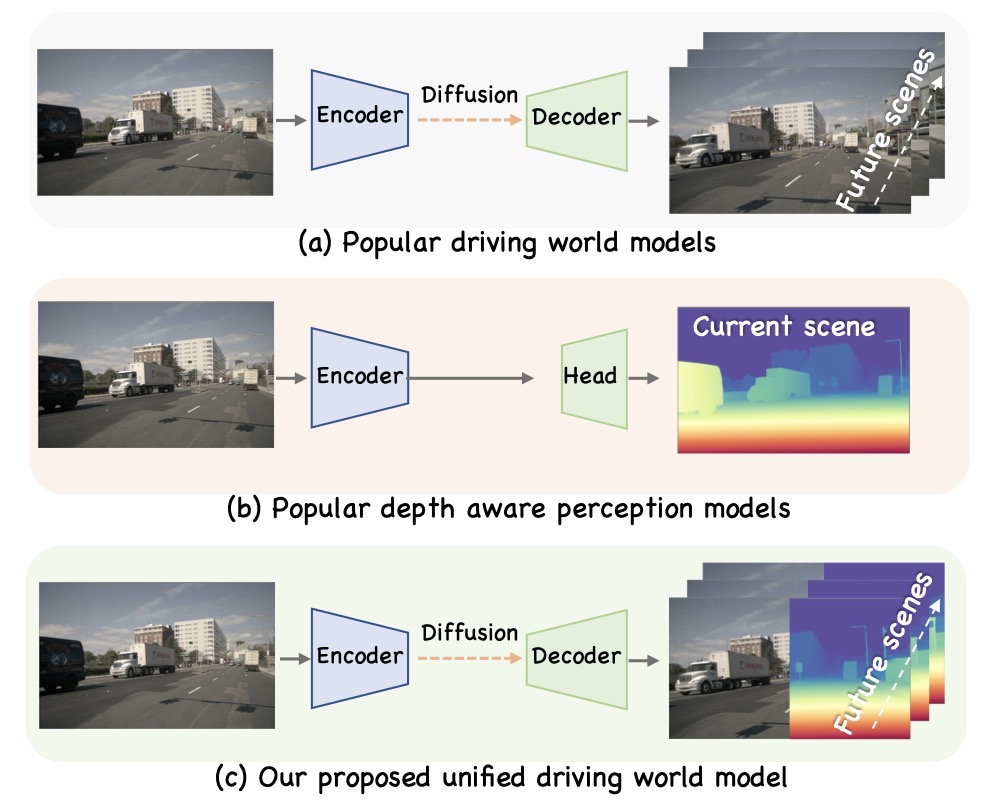 Encoder
Diffusion
Decoder
Future scenes
(a) Popular driving world models
Encoder
Head
Current scene
(b) Popular depth aware perception models
Encoder
Diffusion
Decoder
Future scenes
(c) Our proposed unified driving world model